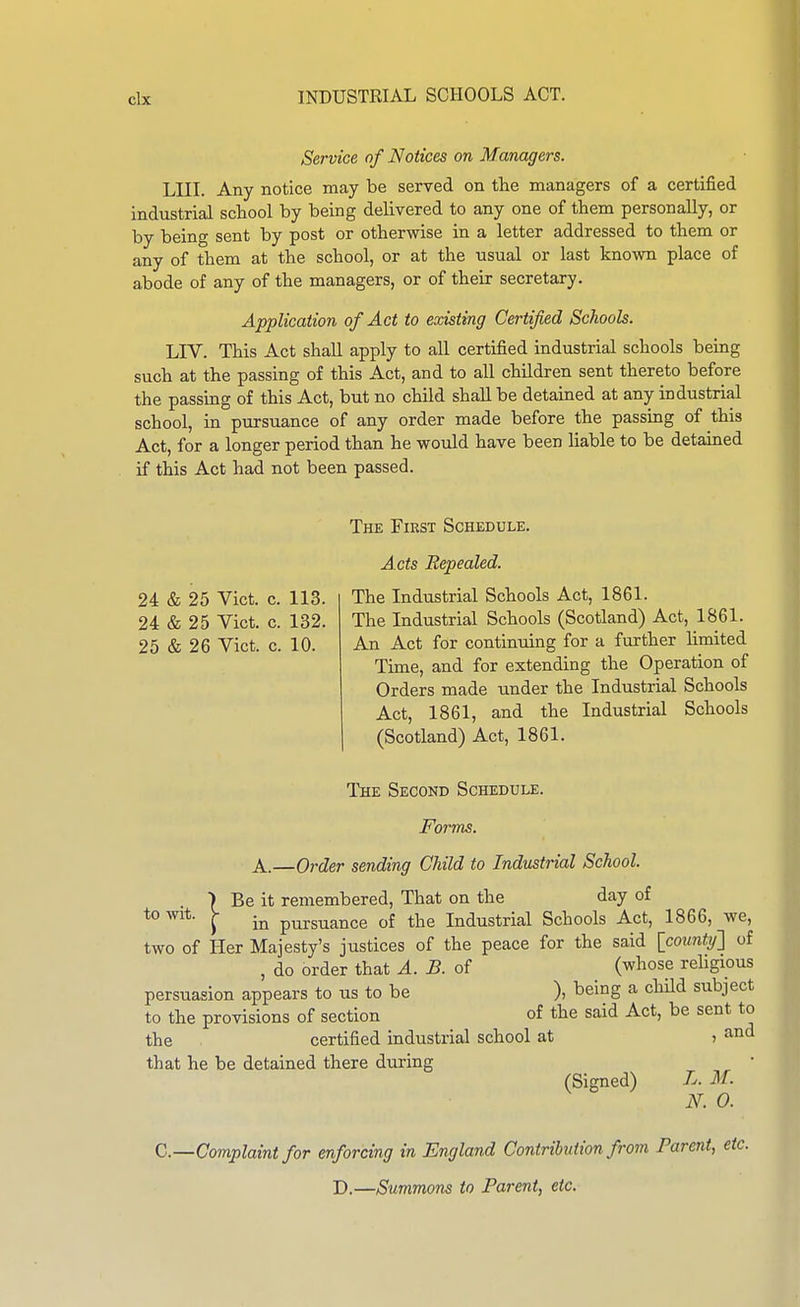 clx INDUSTRIAL SCHOOLS ACT.
Service of Notices on Managers.
LIII. Any notice may be served on the managers of a certified
industrial school by being delivered to any one of them personally, or
by being sent by post or otherwise in a letter addressed to them or
any of them at the school, or at the usual or last known place of
abode of any of the managers, or of their secretary.
Application of Act to existing Certified Schools.
LIV. This Act shall apply to all certified industrial schools being
such at the passing of this Act, and to all children sent thereto before
the passing of this Act, but no child shall be detained at any industrial
school, in pursuance of any order made before the passing of this
Act, for a longer period than he would have been liable to be detained
if this Act had not been passed.
The First Schedule.
Acts Repealed.
24 & 25 Vict. c. 113. The Industrial Schools Act, 1861.
24 & 25 Vict. c. 132. The Industrial Schools (Scotland) Act, 1861.
25 & 26 Vict. c. 10. An Act for continuing for a further limited
Time, and for extending the Operation of
Orders made under the Industrial Schools
Act, 1861, and the Industrial Schools
(Scotland) Act, 1861.
The Second Schedule.
Forms.
A.—Order sending Child to Industrial School.
to wit. } Be it remembered, That on the day of
in pursuance of the Industrial Schools Act, 1866, we,
two of Her Majesty's justices of the peace for the said [county] of
, do order that A. B. of (whose religious
persuasion appears to us to be ), being a child subject
to the provisions of section of the said Act, be sent to
the certified industrial school at , and
that he be detained there during .
(Signed) L. M.
N. O.
C.—Complaint for enforcing in England Contribution from Parent, etc.
D.—Summons to Parent, etc.